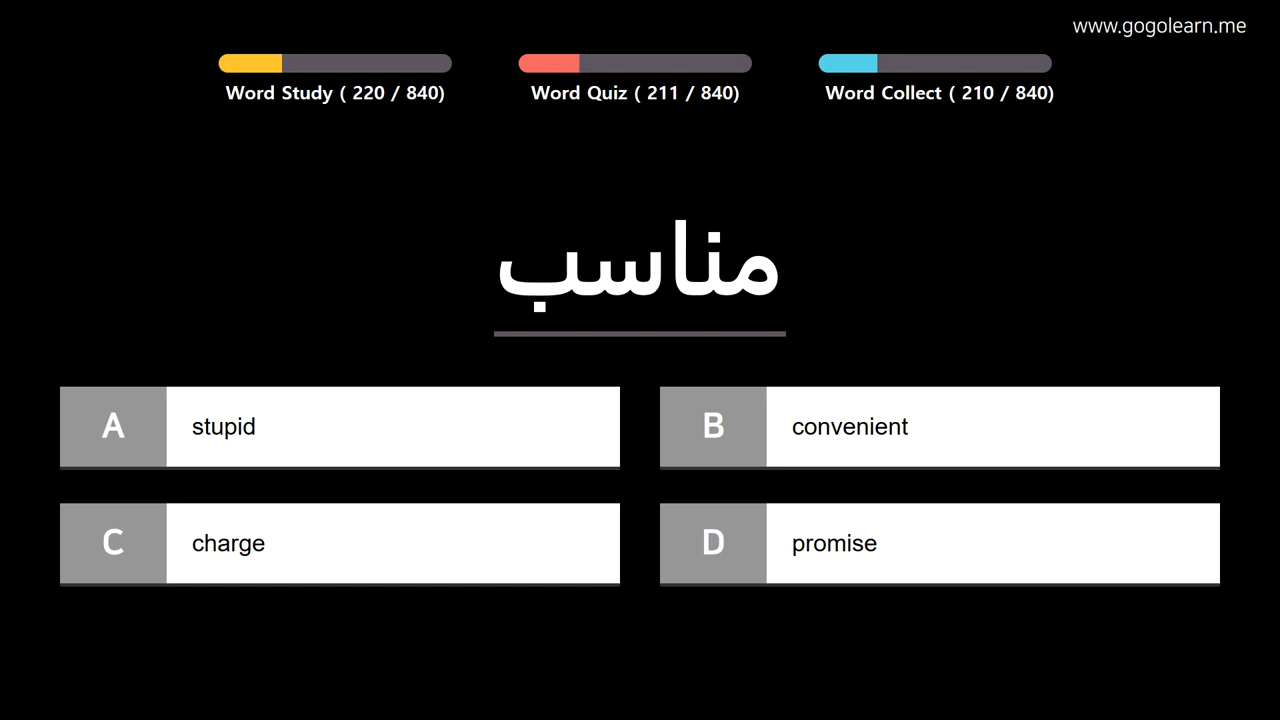 www.gogolearn.me
Word Study ( 220 / 840)
Word Quiz ( 211 / 840)
Word Collect ( 210 / 840)
مناسب
A stupid
B convenient
C charge
D promise